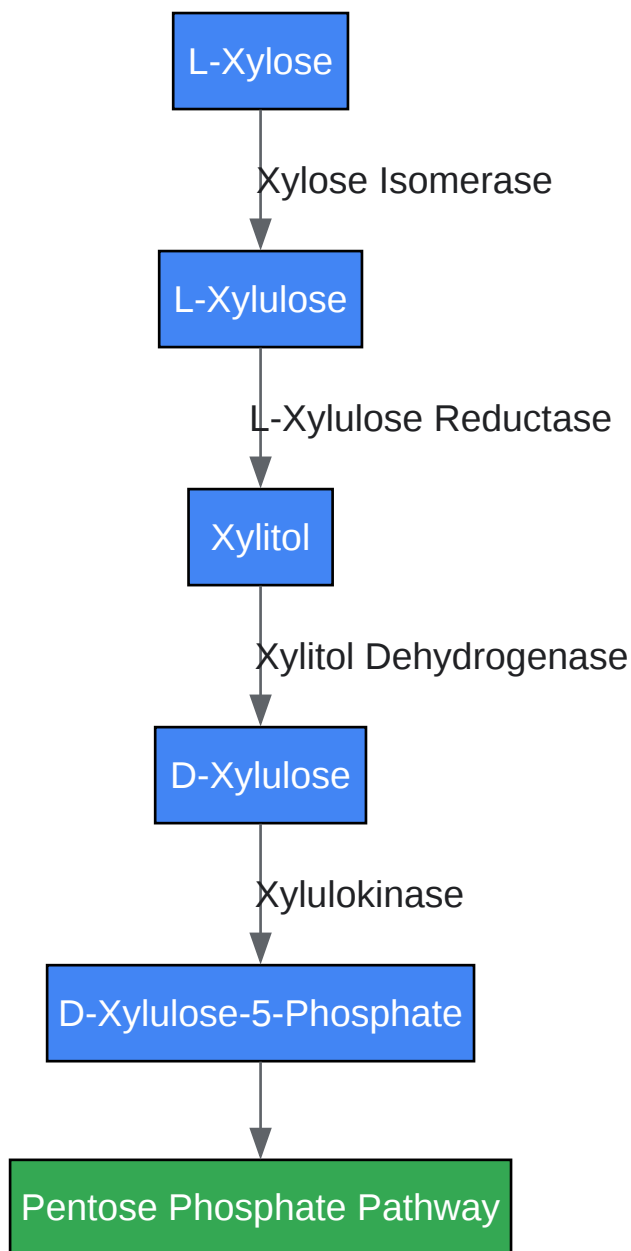 L-Xylose
Xylose Isomerase
L-Xylulose
L-Xylulose Reductase
Xylitol
Xylitol Dehydrogenase
D-Xylulose
Xylulokinase
D-Xylulose-5-Phosphate
Pentose Phosphate Pathway